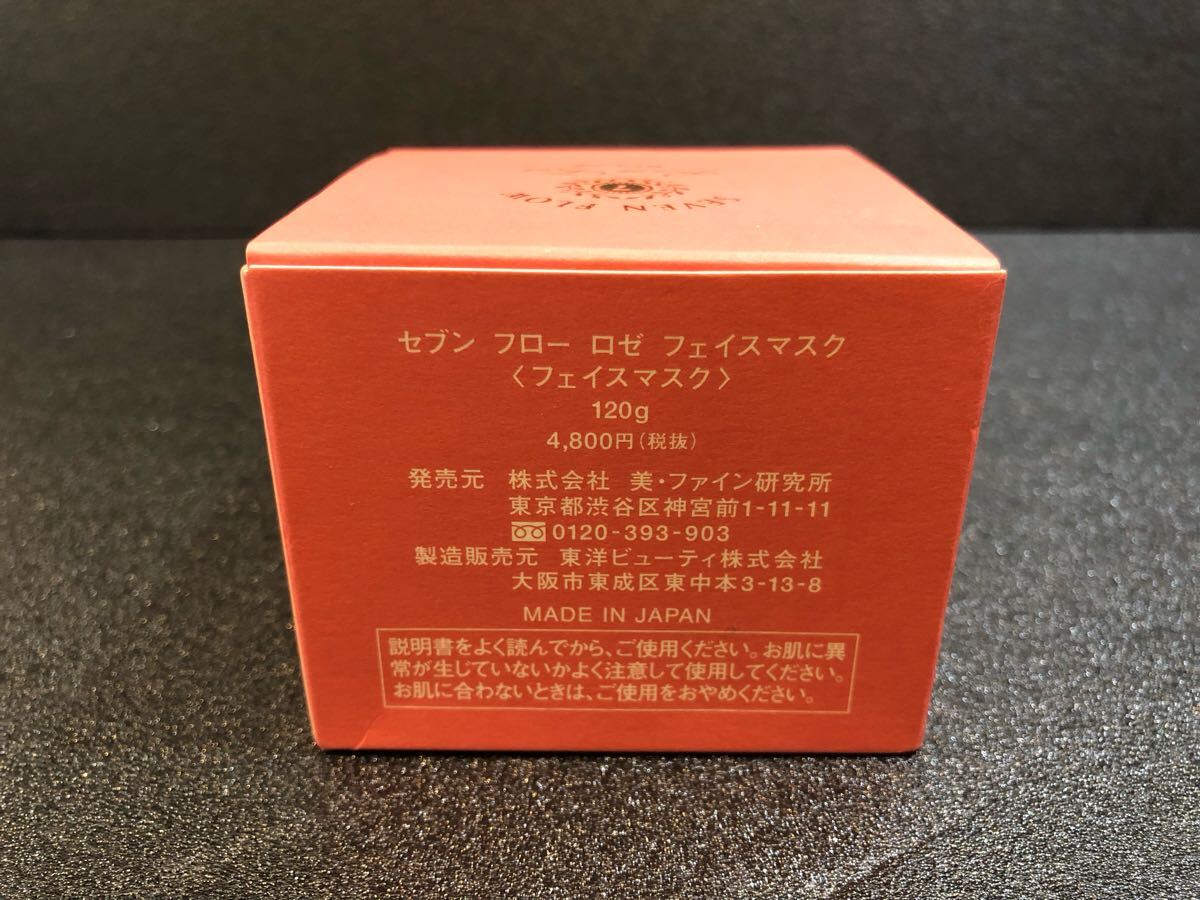 SEVEN FLOW
セブン フロー ロゼ フェイスマスク
〈フェイスマスク〉
120g
4,800円(税抜)
発売元 株式会社 美・ファイン研究所
東京都渋谷区神宮前1-11-11
0120-393-903
製造販売元 東洋ビューティ株式会社
大阪市東成区東中本3-13-8
MADE IN JAPAN
説明書をよく読んでから、ご使用ください。お肌に異
常が生じていないかよく注意して使用してください。
お肌に合わないときは、ご使用をおやめください。